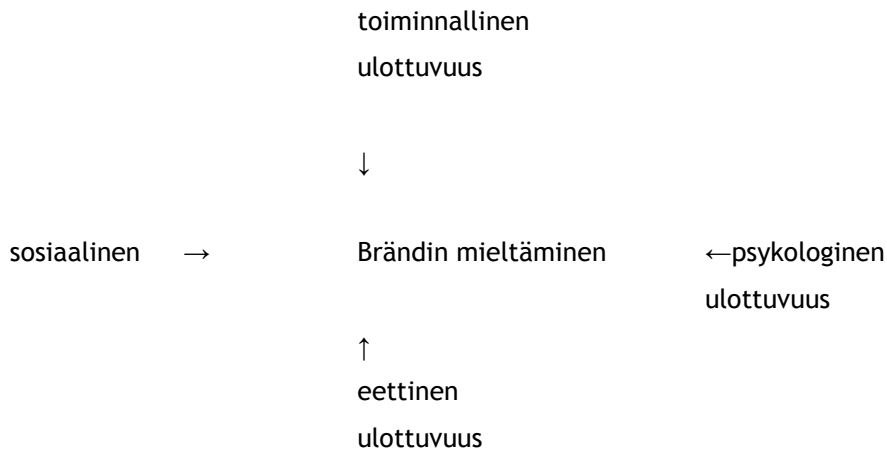 toiminnallinen
ulottuvuus
↓
sosiaalinen → Brändin mieltäminen ←psykologinen
ulottuvuus
↑
eettinen
ulottuvuus